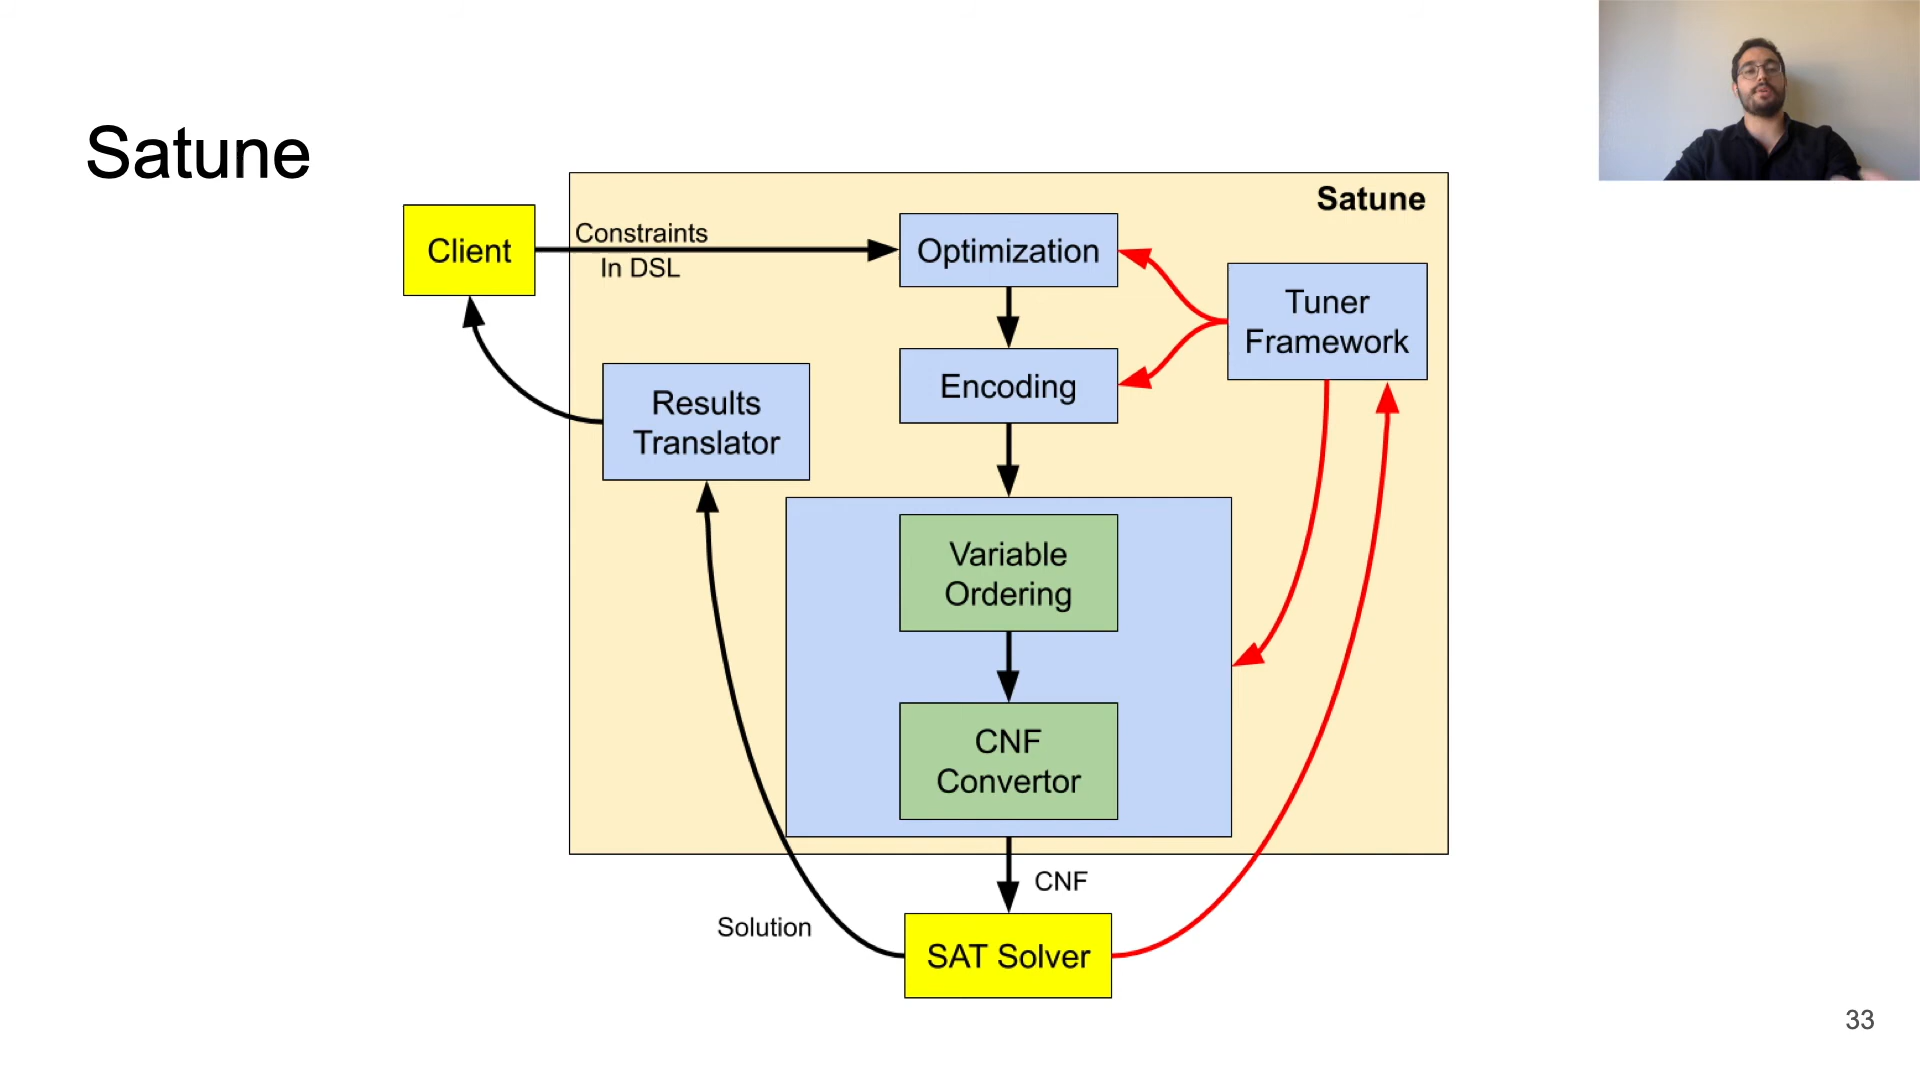 Satune
Satune
Client
Constraints
In DSL
Optimization
Tuner
Framework
Encoding
Results
Translator
Variable
Ordering
CNF
Convertor
CNF
Solution
SAT Solver
33